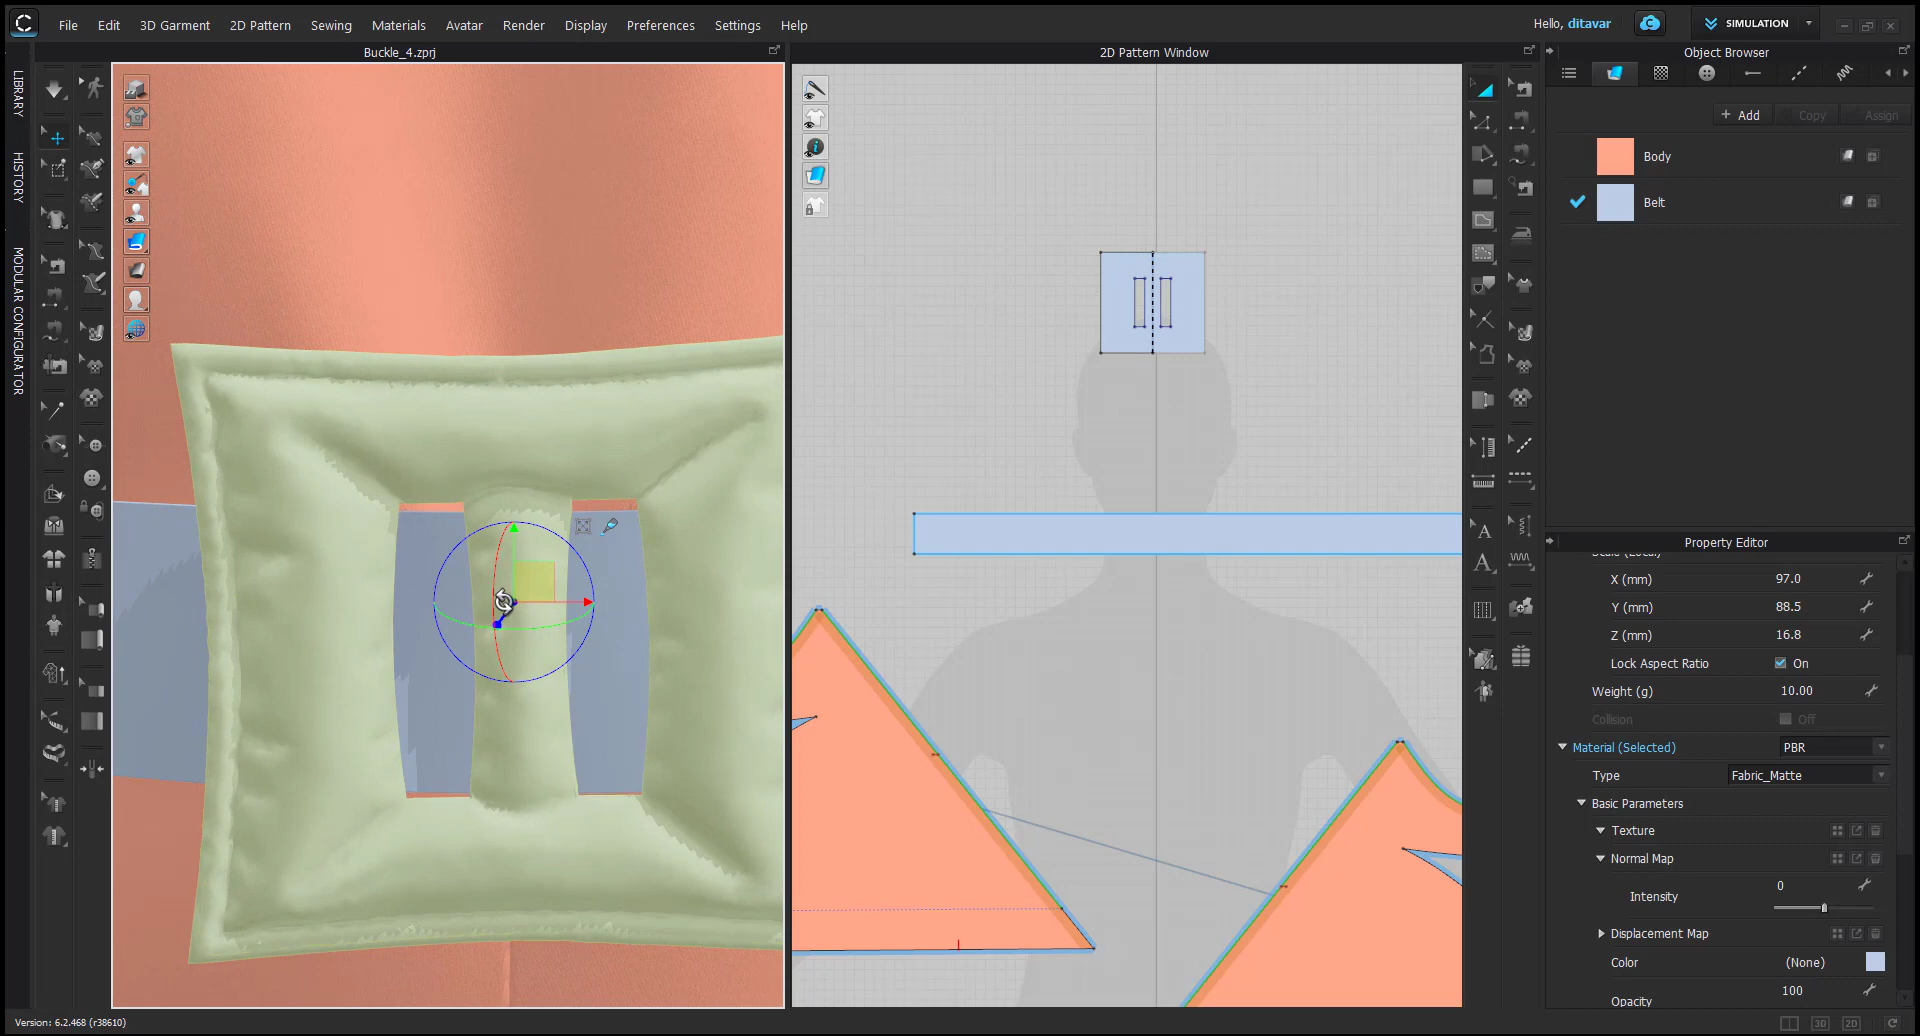 File Edit 3D Garment 2D Pattern Sewing Materials Avatar Render Display Preferences Settings Help
Hello, ditavar
SIMULATION
Buckle_4.zprj
2D Pattern Window
Object Browser
LIBRARY
HISTORY
MODULAR CONFIGURATOR
+ Add
Copy
Assign
Body
Belt
Property Editor
Scale (Local)
X (mm) 97.0
Y (mm) 88.5
Z (mm) 16.8
Lock Aspect Ratio On
Weight (g) 10.00
Collision Off
Material (Selected) PBR
Type Fabric_Matte
Basic Parameters
Texture
Normal Map
0
Intensity
Displacement Map
Color (None)
100
Opacity
Version: 6.2.468 (r38610)
3D 2D